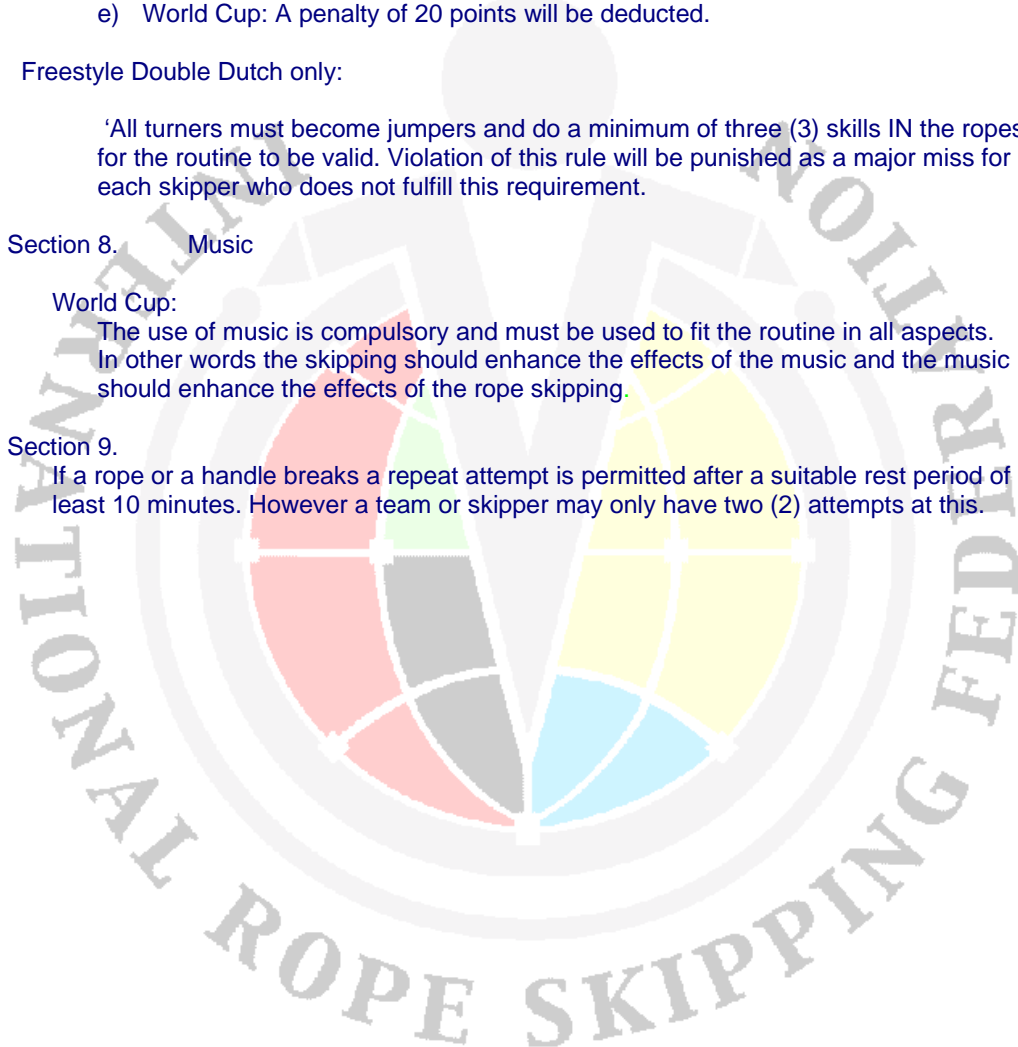 e) World Cup: A penalty of 20 points will be deducted.
Freestyle Double Dutch only:
‘All turners must become jumpers and do a minimum of three (3) skills IN the ropes
for the routine to be valid. Violation of this rule will be punished as a major miss for
each skipper who does not fulfill this requirement.
Section 8. Music
World Cup:
The use of music is compulsory and must be used to fit the routine in all aspects.
In other words the skipping should enhance the effects of the music and the music
should enhance the effects of the rope skipping.
Section 9.
If a rope or a handle breaks a repeat attempt is permitted after a suitable rest period of
least 10 minutes. However a team or skipper may only have two (2) attempts at this.
INTERNATIONAL ROPE SKIPPING FEDERATION